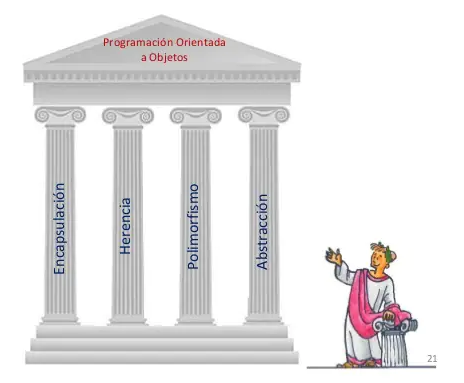 Programación Orientada
a Objetos
Encapsulación
Herencia
Polimorfismo
Abstracción
21